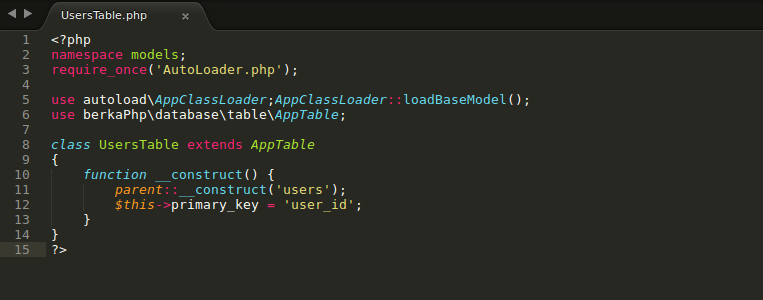 UsersTable.php ×
1 <?php
2 namespace models;
3 require_once('AutoLoader.php');
4
5 use autoload\AppClassLoader;AppClassLoader::loadBaseModel();
6 use berkaPhp\database\table\AppTable;
7
8 class UsersTable extends AppTable
9 {
10     function __construct() {
11         parent::__construct('users');
12         $this->primary_key = 'user_id';
13     }
14 }
15 ?>